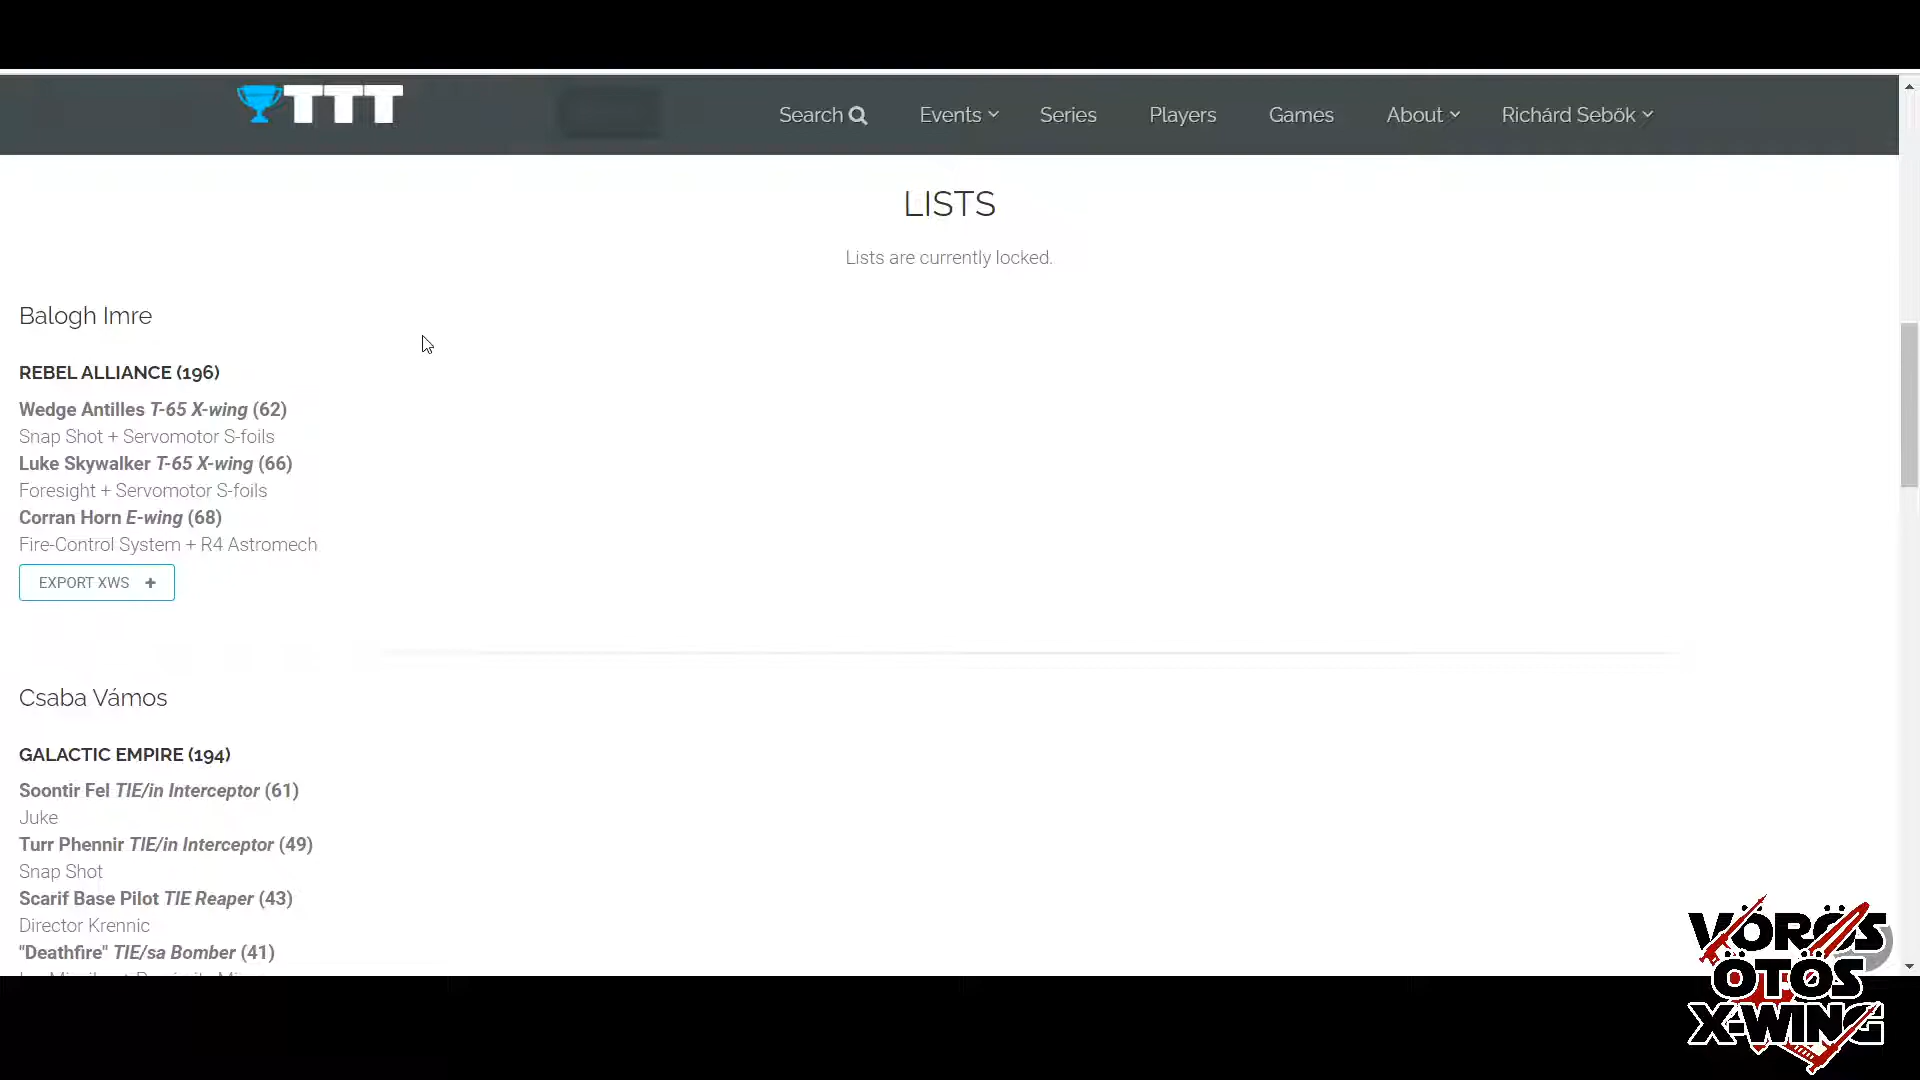 TTT
Search
Events
Series
Players
Games
About
Richárd Sebők
LISTS
Lists are currently locked.
Balogh Imre
REBEL ALLIANCE (196)
Wedge Antilles T-65 X-wing (62)
Snap Shot + Servomotor S-foils
Luke Skywalker T-65 X-wing (66)
Foresight + Servomotor S-foils
Corran Horn E-wing (68)
Fire-Control System + R4 Astromech
EXPORT XWS +
Csaba Vámos
GALACTIC EMPIRE (194)
Soontir Fel TIE/in Interceptor (61)
Juke
Turr Phennir TIE/in Interceptor (49)
Snap Shot
Scarif Base Pilot TIE Reaper (43)
Director Krennic
"Deathfire" TIE/sa Bomber (41)
VÖRÖS
ÖTÖS
X-WING